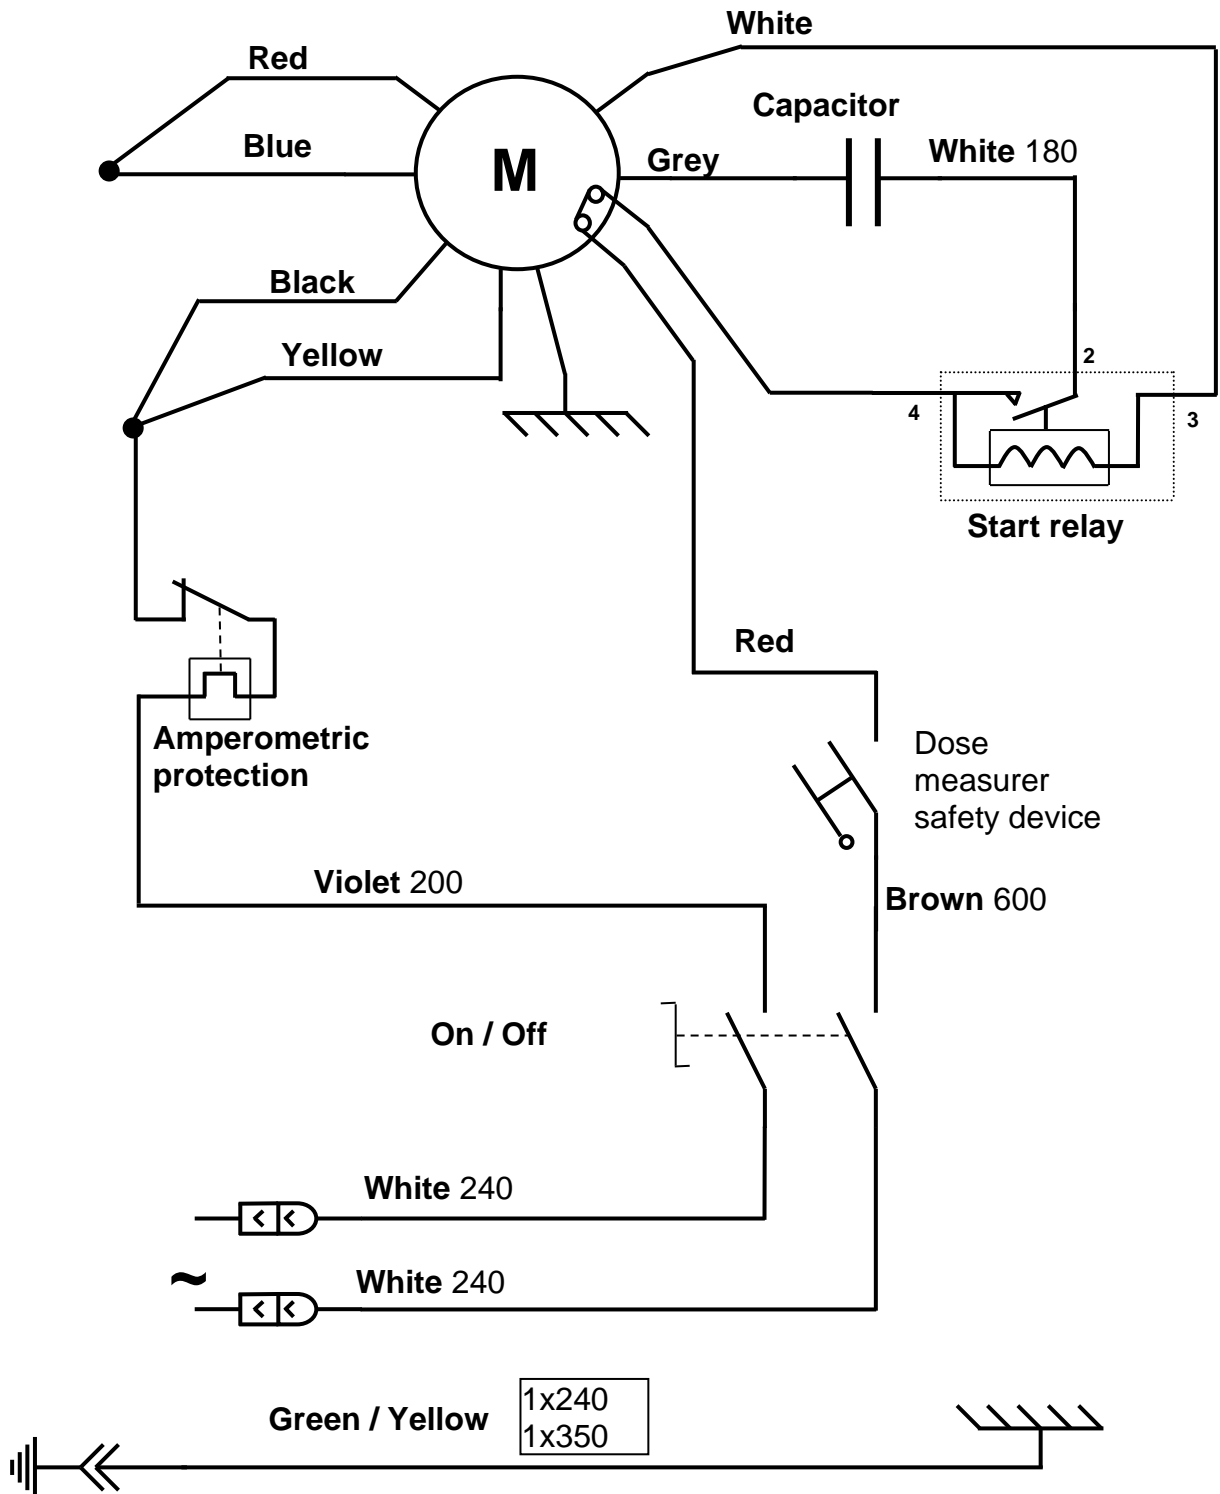 White
Red
Capacitor
Blue
M
Grey
White 180
Black
Yellow
2
4
3
Start relay
Red
Amperometric
protection
Dose
measurer
safety device
Violet 200
Brown 600
On / Off
White 240
~
White 240
Green / Yellow
1x240
1x350